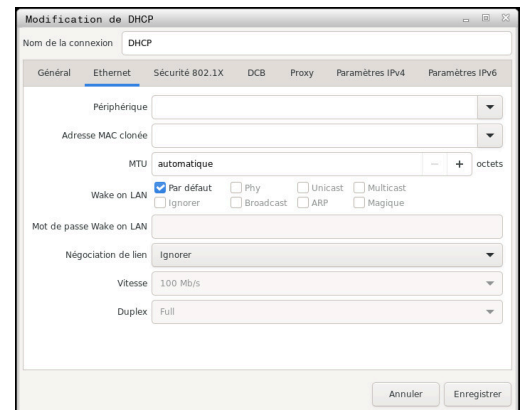 Modification de DHCP
Nom de la connexion DHCP
Général Ethernet Sécurité 802.1X DCB Proxy Paramètres IPv4 Paramètres IPv6
Périphérique
Adresse MAC clonée
MTU automatique − + octets
Wake on LAN Par défaut Phy Unicast Multicast
Ignorer Broadcast ARP Magique
Mot de passe Wake on LAN
Négociation de lien Ignorer
Vitesse 100 Mb/s
Duplex Full
Annuler Enregistrer